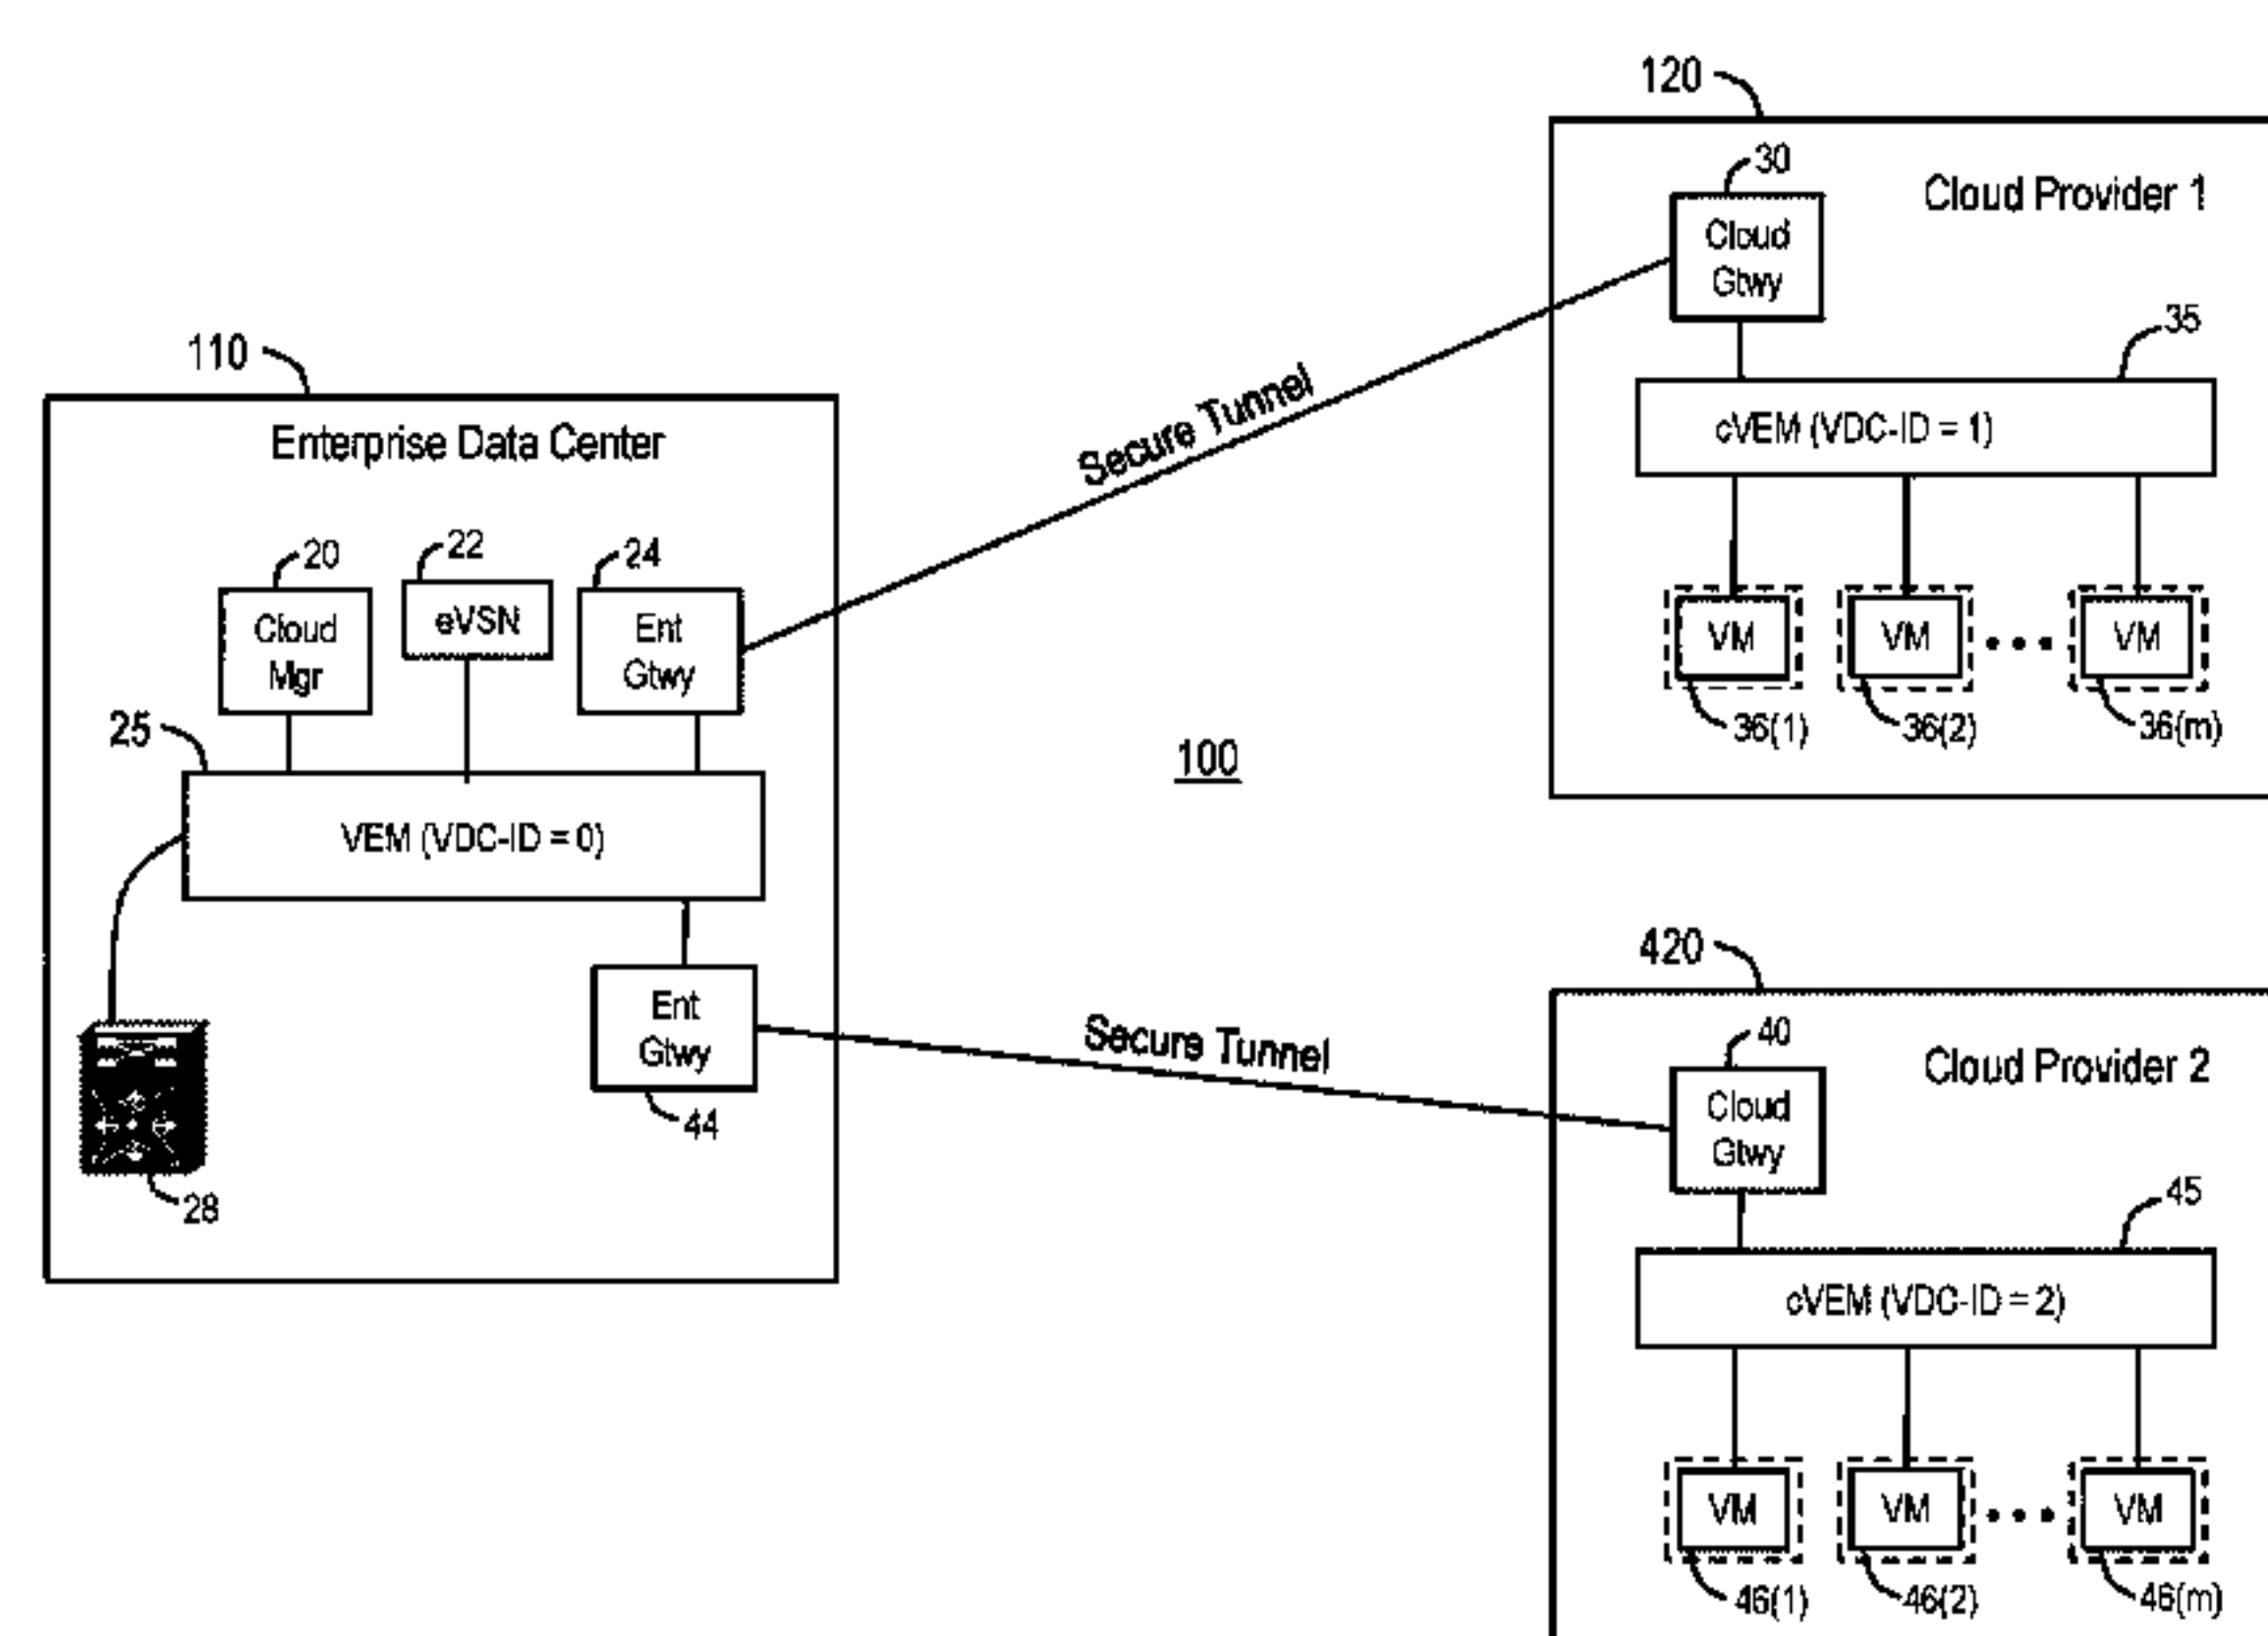 120
30
Cloud Provider 1
Cloud
Gtwy
35
cVEM (VDC-ID = 1)
VM
VM
VM
36(1)
36(2)
36(m)
Secure Tunnel
110
Enterprise Data Center
20
22
24
Cloud
Mgr
eVSN
Ent
Gtwy
25
VEM (VDC-ID = 0)
Ent
Gtwy
44
28
100
Secure Tunnel
420
40
Cloud Provider 2
Cloud
Gtwy
45
cVEM (VDC-ID = 2)
VM
VM
VM
46(1)
46(2)
46(m)